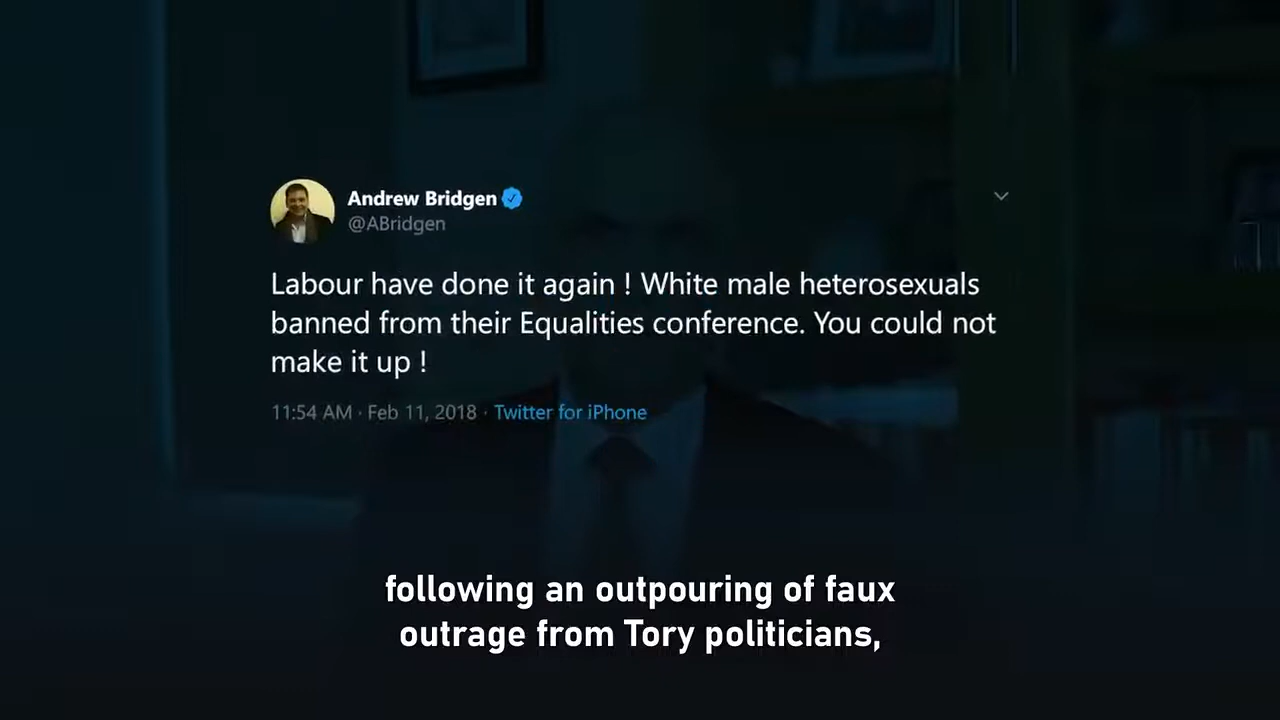 Andrew Bridgen
@ABridgen
Labour have done it again ! White male heterosexuals
banned from their Equalities conference. You could not
make it up !
11:54 AM · Feb 11, 2018 · Twitter for iPhone
following an outpouring of faux
outrage from Tory politicians,